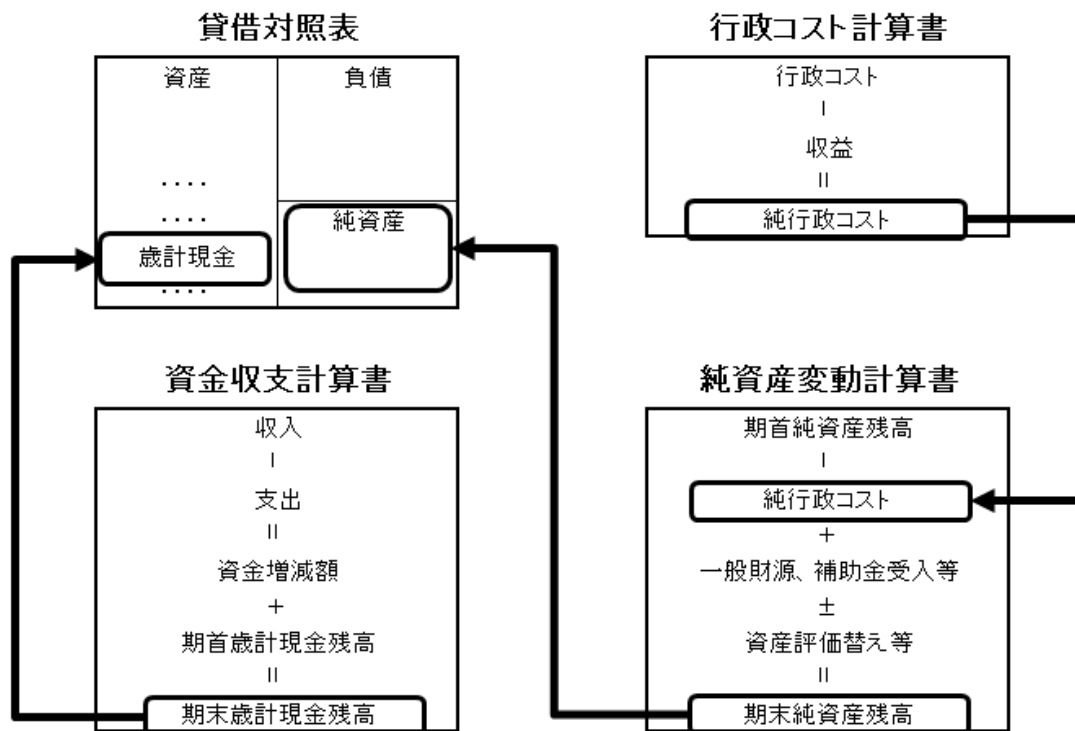 貸借対照表
資産
負債
‥‥
‥‥
純資産
歳計現金
‥‥
行政コスト計算書
行政コスト
−
収益
=
純行政コスト
資金収支計算書
収入
−
支出
=
資金増減額
+
期首歳計現金残高
=
期末歳計現金残高
純資産変動計算書
期首純資産残高
−
純行政コスト
+
一般財源、補助金受入等
±
資産評価替え等
=
期末純資産残高